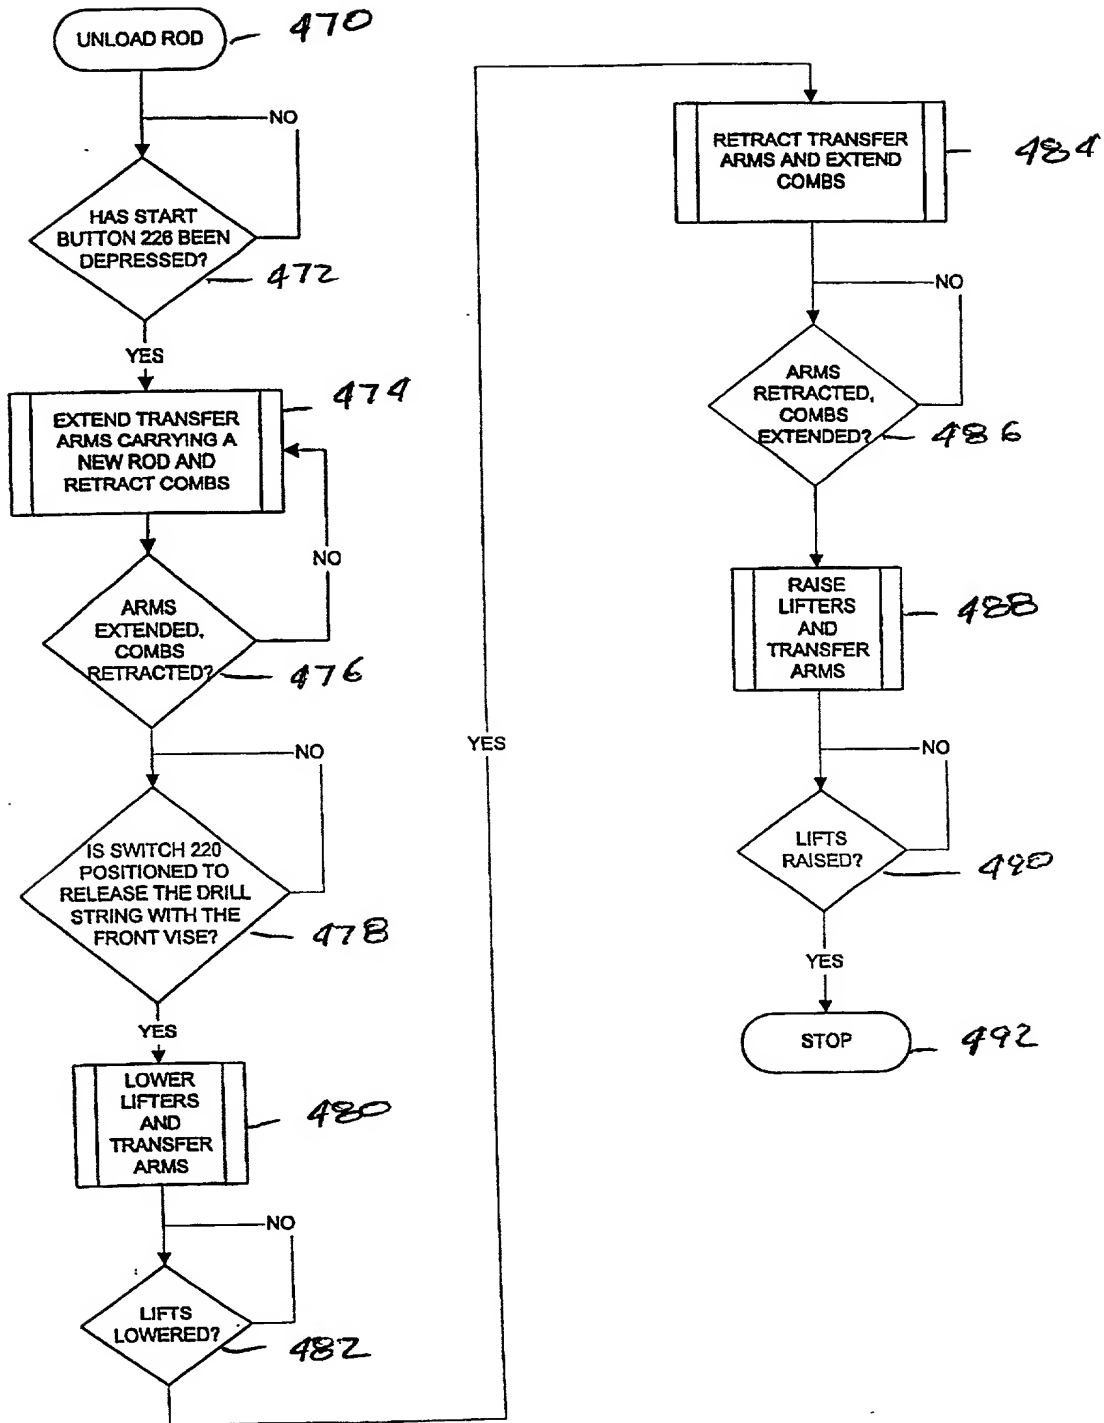 UNLOAD ROD
470
NO
HAS START
BUTTON 226 BEEN
DEPRESSED?
472
YES
474
EXTEND TRANSFER
ARMS CARRYING A
NEW ROD AND
RETRACT COMBS
NO
ARMS
EXTENDED,
COMBS
RETRACTED?
476
NO
IS SWITCH 220
POSITIONED TO
RELEASE THE DRILL
STRING WITH THE
FRONT VISE?
478
YES
LOWER
LIFTERS
AND
TRANSFER
ARMS
480
NO
LIFTS
LOWERED?
482
YES
RETRACT TRANSFER
ARMS AND EXTEND
COMBS
484
NO
ARMS
RETRACTED,
COMBS
EXTENDED?
486
RAISE
LIFTERS
AND
TRANSFER
ARMS
488
NO
LIFTS
RAISED?
490
YES
STOP
492